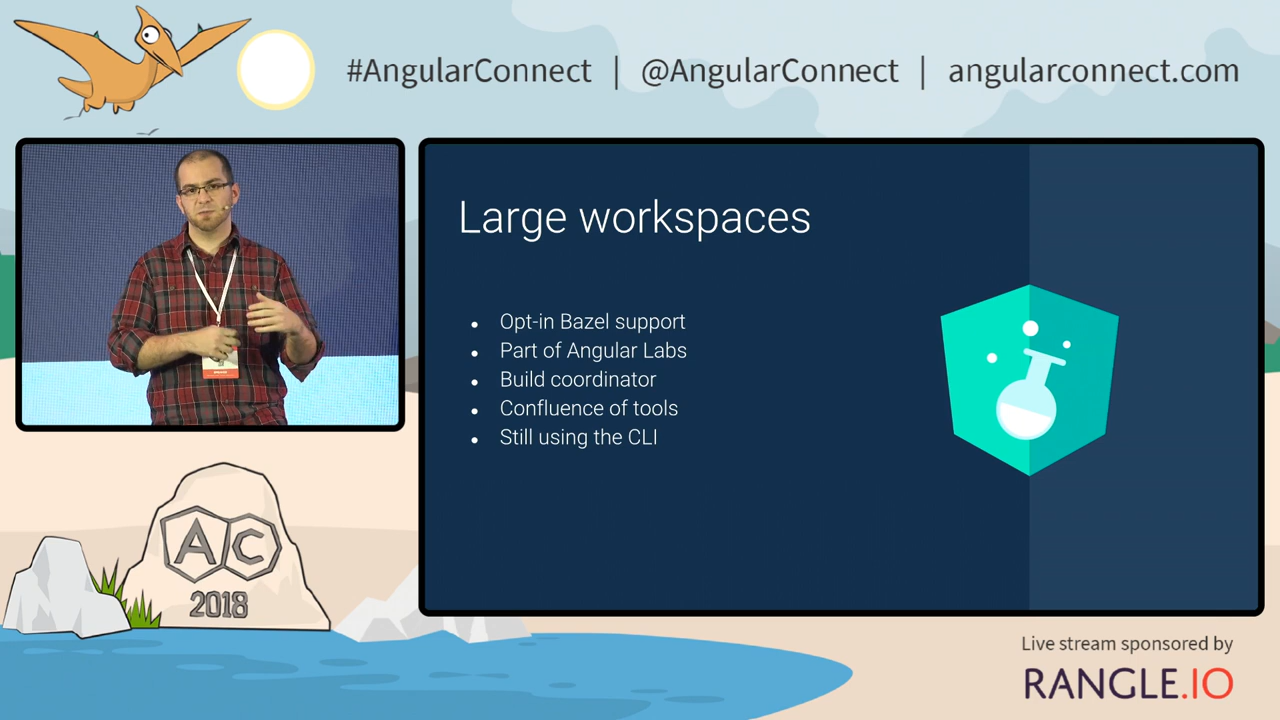 #AngularConnect | @AngularConnect | angularconnect.com
Large workspaces
• Opt-in Bazel support
• Part of Angular Labs
• Build coordinator
• Confluence of tools
• Still using the CLI
AC
2018
Live stream sponsored by
RANGLE.IO